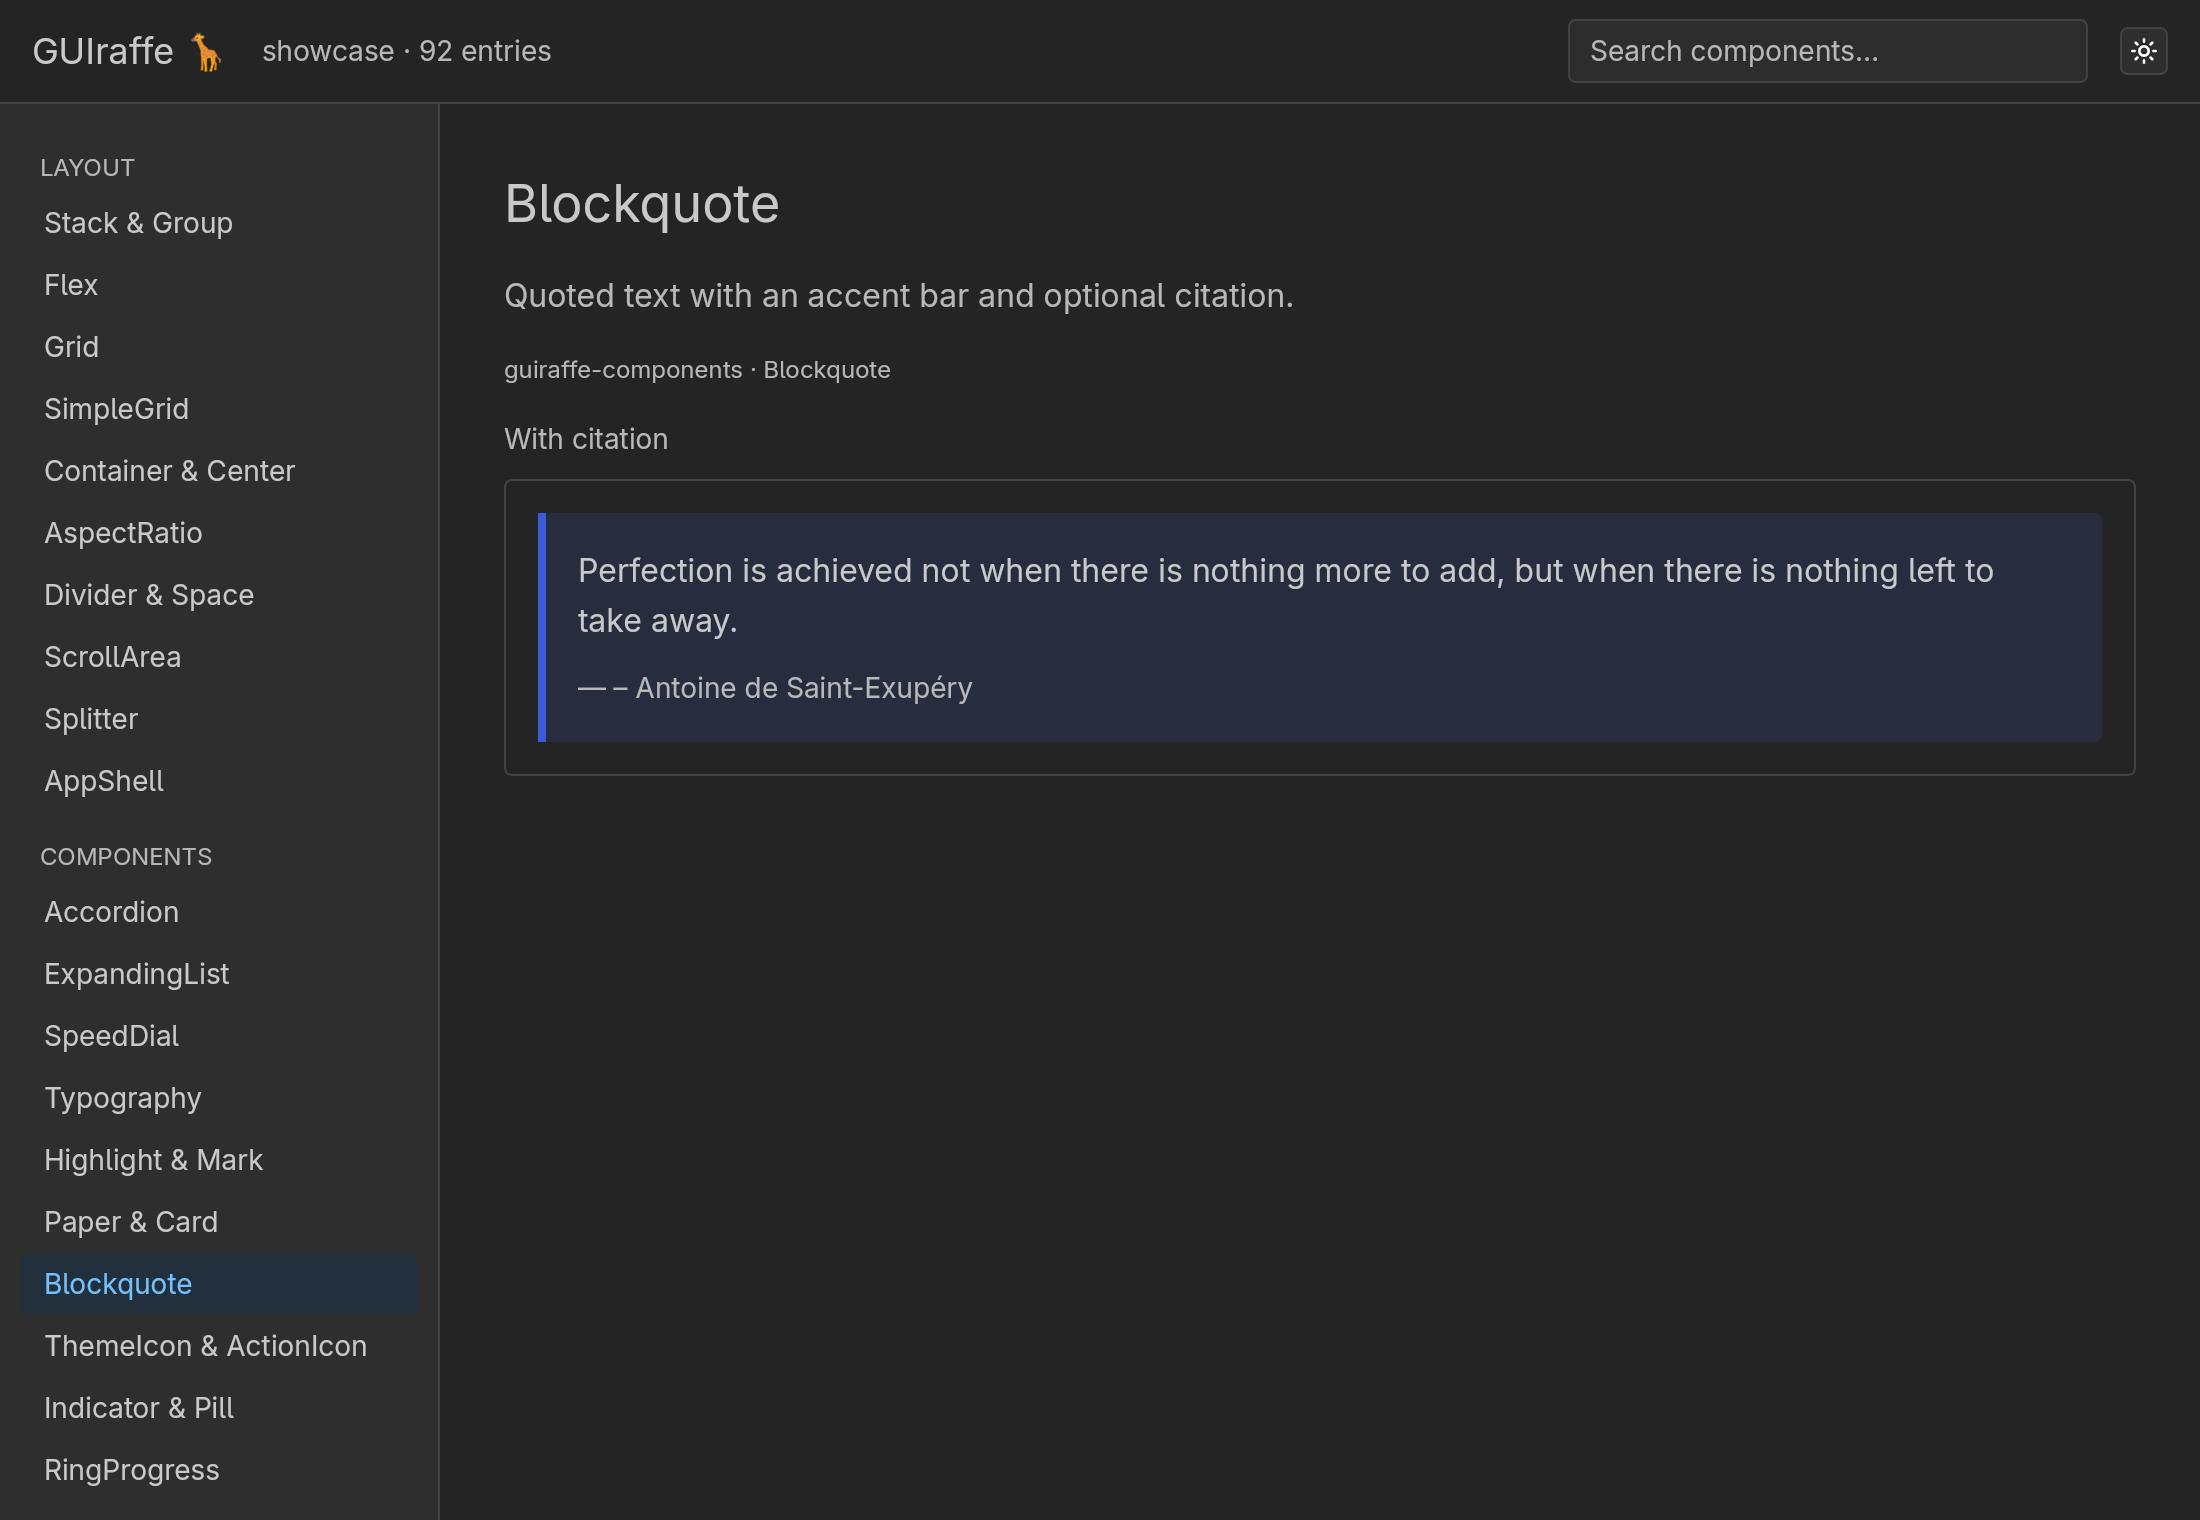 GUIraffe 🦒
showcase · 92 entries
Search components...
LAYOUT
Stack & Group
Flex
Grid
SimpleGrid
Container & Center
AspectRatio
Divider & Space
ScrollArea
Splitter
AppShell
COMPONENTS
Accordion
ExpandingList
SpeedDial
Typography
Highlight & Mark
Paper & Card
Blockquote
ThemeIcon & ActionIcon
Indicator & Pill
RingProgress
Blockquote
Quoted text with an accent bar and optional citation.
guiraffe-components · Blockquote
With citation
Perfection is achieved not when there is nothing more to add, but when there is nothing left to
take away.
— – Antoine de Saint-Exupéry